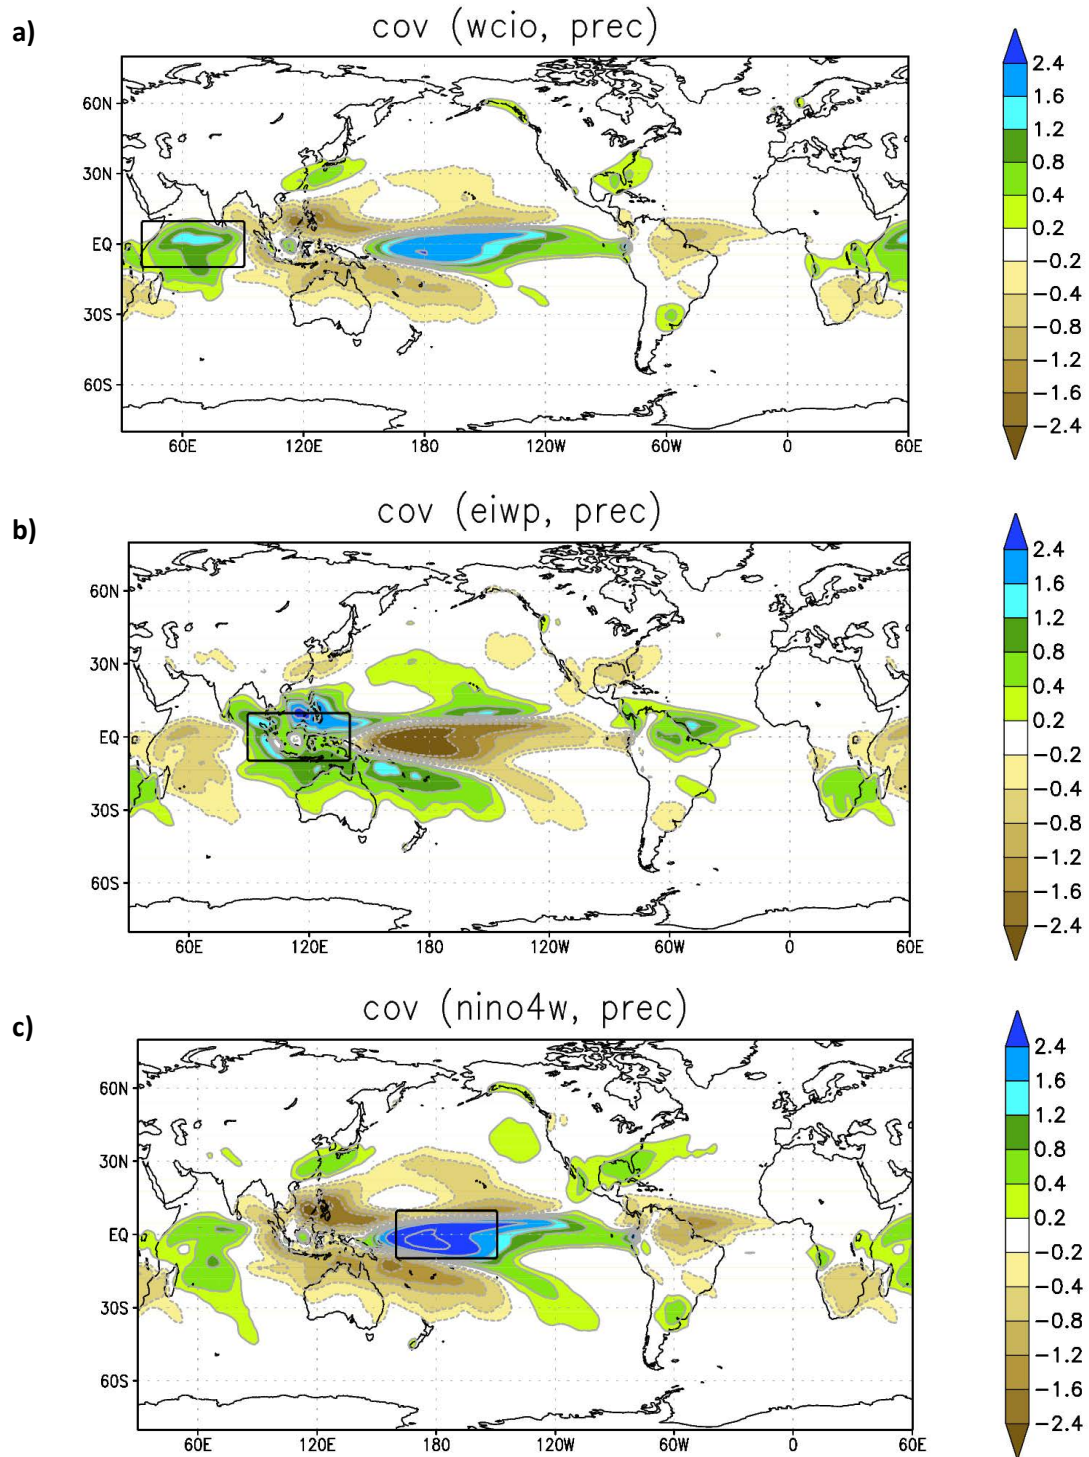 a)
cov (wcio, prec)
60N
30N
EQ
30S
60S
60E 120E 180 120W 60W 0 60E
2.4
1.6
1.2
0.8
0.4
0.2
−0.2
−0.4
−0.8
−1.2
−1.6
−2.4
b)
cov (eiwp, prec)
60N
30N
EQ
30S
60S
60E 120E 180 120W 60W 0 60E
2.4
1.6
1.2
0.8
0.4
0.2
−0.2
−0.4
−0.8
−1.2
−1.6
−2.4
c)
cov (nino4w, prec)
60N
30N
EQ
30S
60S
60E 120E 180 120W 60W 0 60E
2.4
1.6
1.2
0.8
0.4
0.2
−0.2
−0.4
−0.8
−1.2
−1.6
−2.4